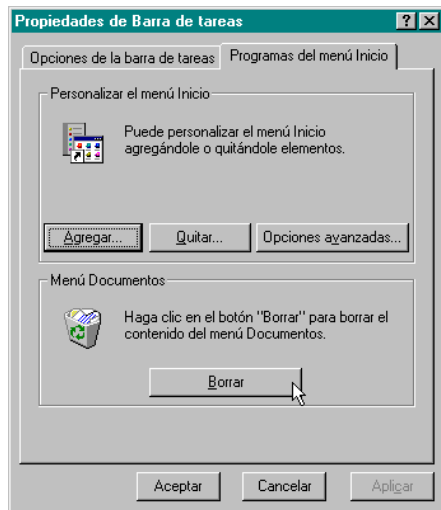 Propiedades de Barra de tareas
Opciones de la barra de tareas Programas del menú Inicio
Personalizar el menú Inicio
Puede personalizar el menú Inicio
agregándole o quitándole elementos.
Agregar... Quitar... Opciones avanzadas...
Menú Documentos
Haga clic en el botón "Borrar" para borrar el
contenido del menú Documentos.
Borrar
Aceptar Cancelar Aplicar